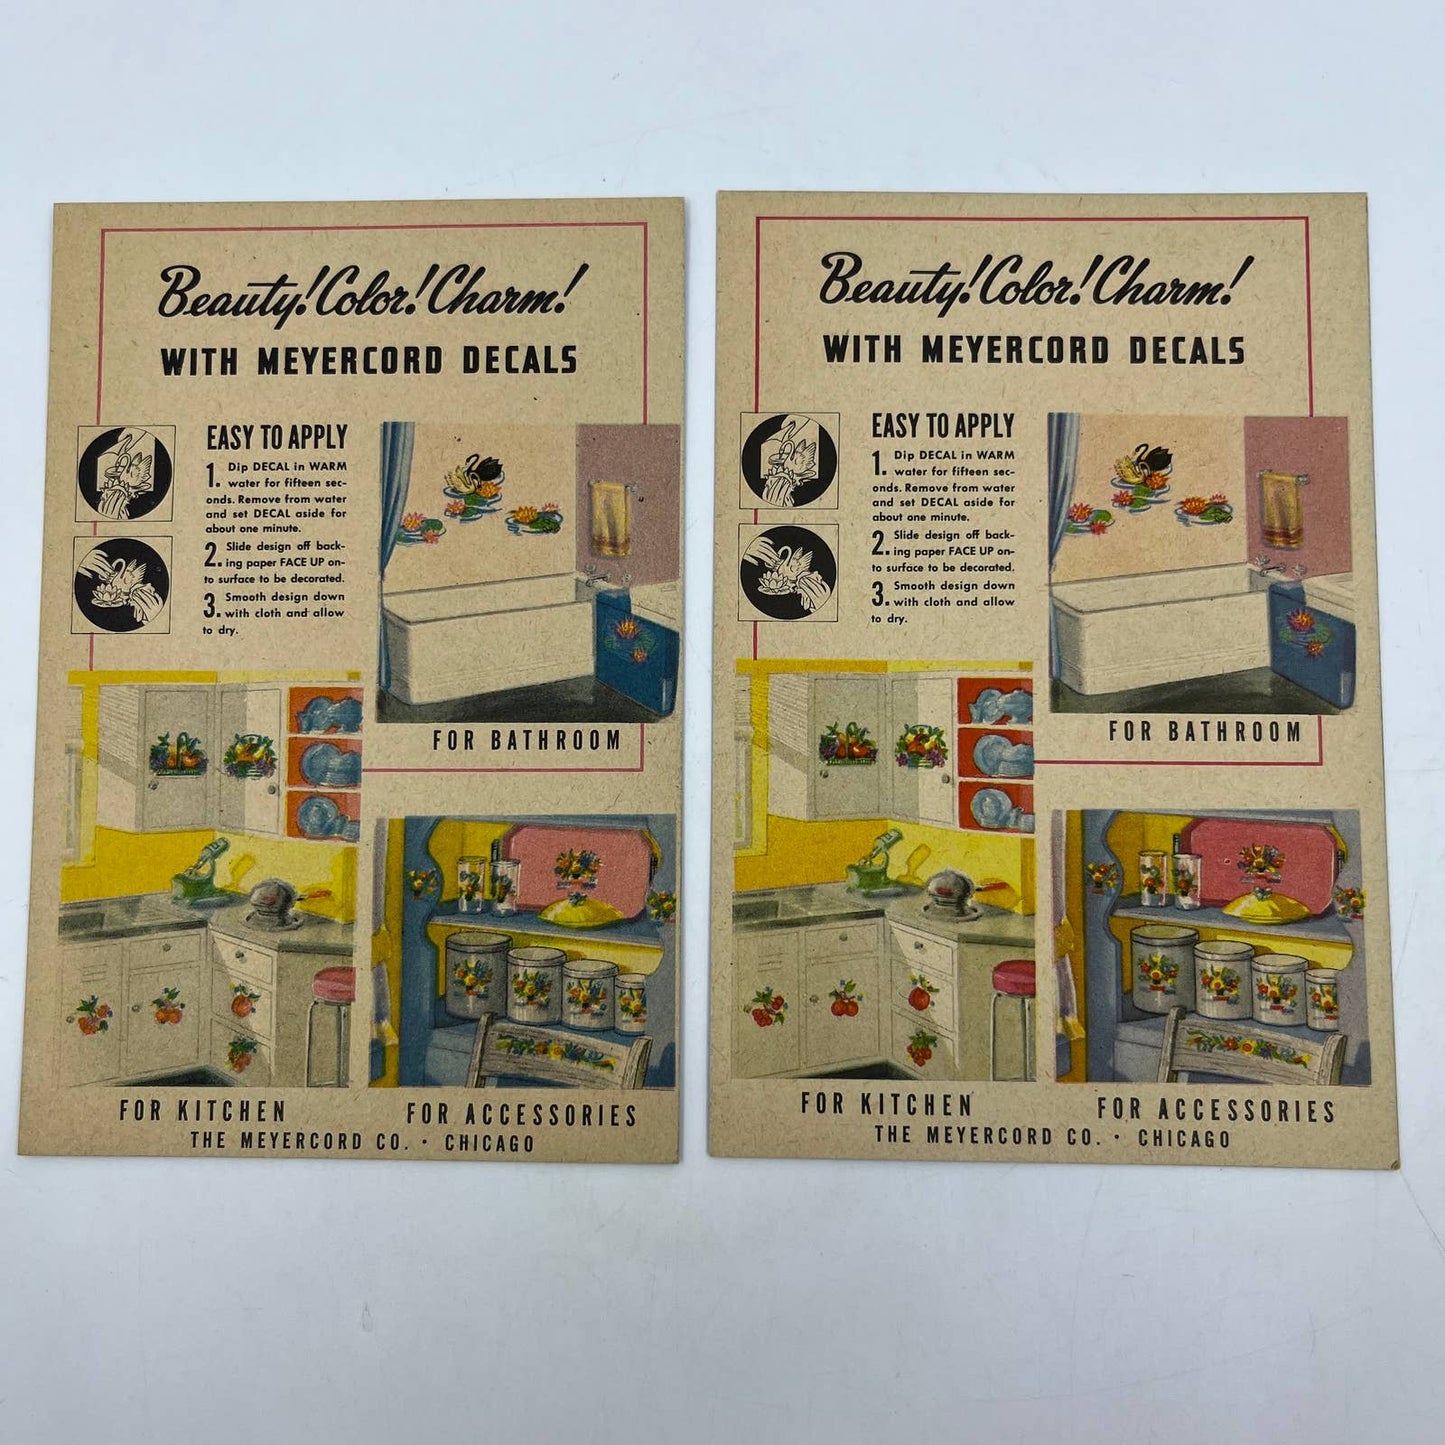 Beauty! Color! Charm!
WITH MEYERCORD DECALS
EASY TO APPLY
1. Dip DECAL in WARM
water for fifteen sec-
onds. Remove from water
and set DECAL aside for
about one minute.
2. Slide design off back-
ing paper FACE UP on-
to surface to be decorated.
3. Smooth design down
with cloth and allow
to dry.
FOR BATHROOM
FOR KITCHEN
FOR ACCESSORIES
THE MEYERCORD CO. • CHICAGO
Beauty! Color! Charm!
WITH MEYERCORD DECALS
EASY TO APPLY
1. Dip DECAL in WARM
water for fifteen sec-
onds. Remove from water
and set DECAL aside for
about one minute.
2. Slide design off back-
ing paper FACE UP on-
to surface to be decorated.
3. Smooth design down
with cloth and allow
to dry.
FOR BATHROOM
FOR KITCHEN
FOR ACCESSORIES
THE MEYERCORD CO. • CHICAGO